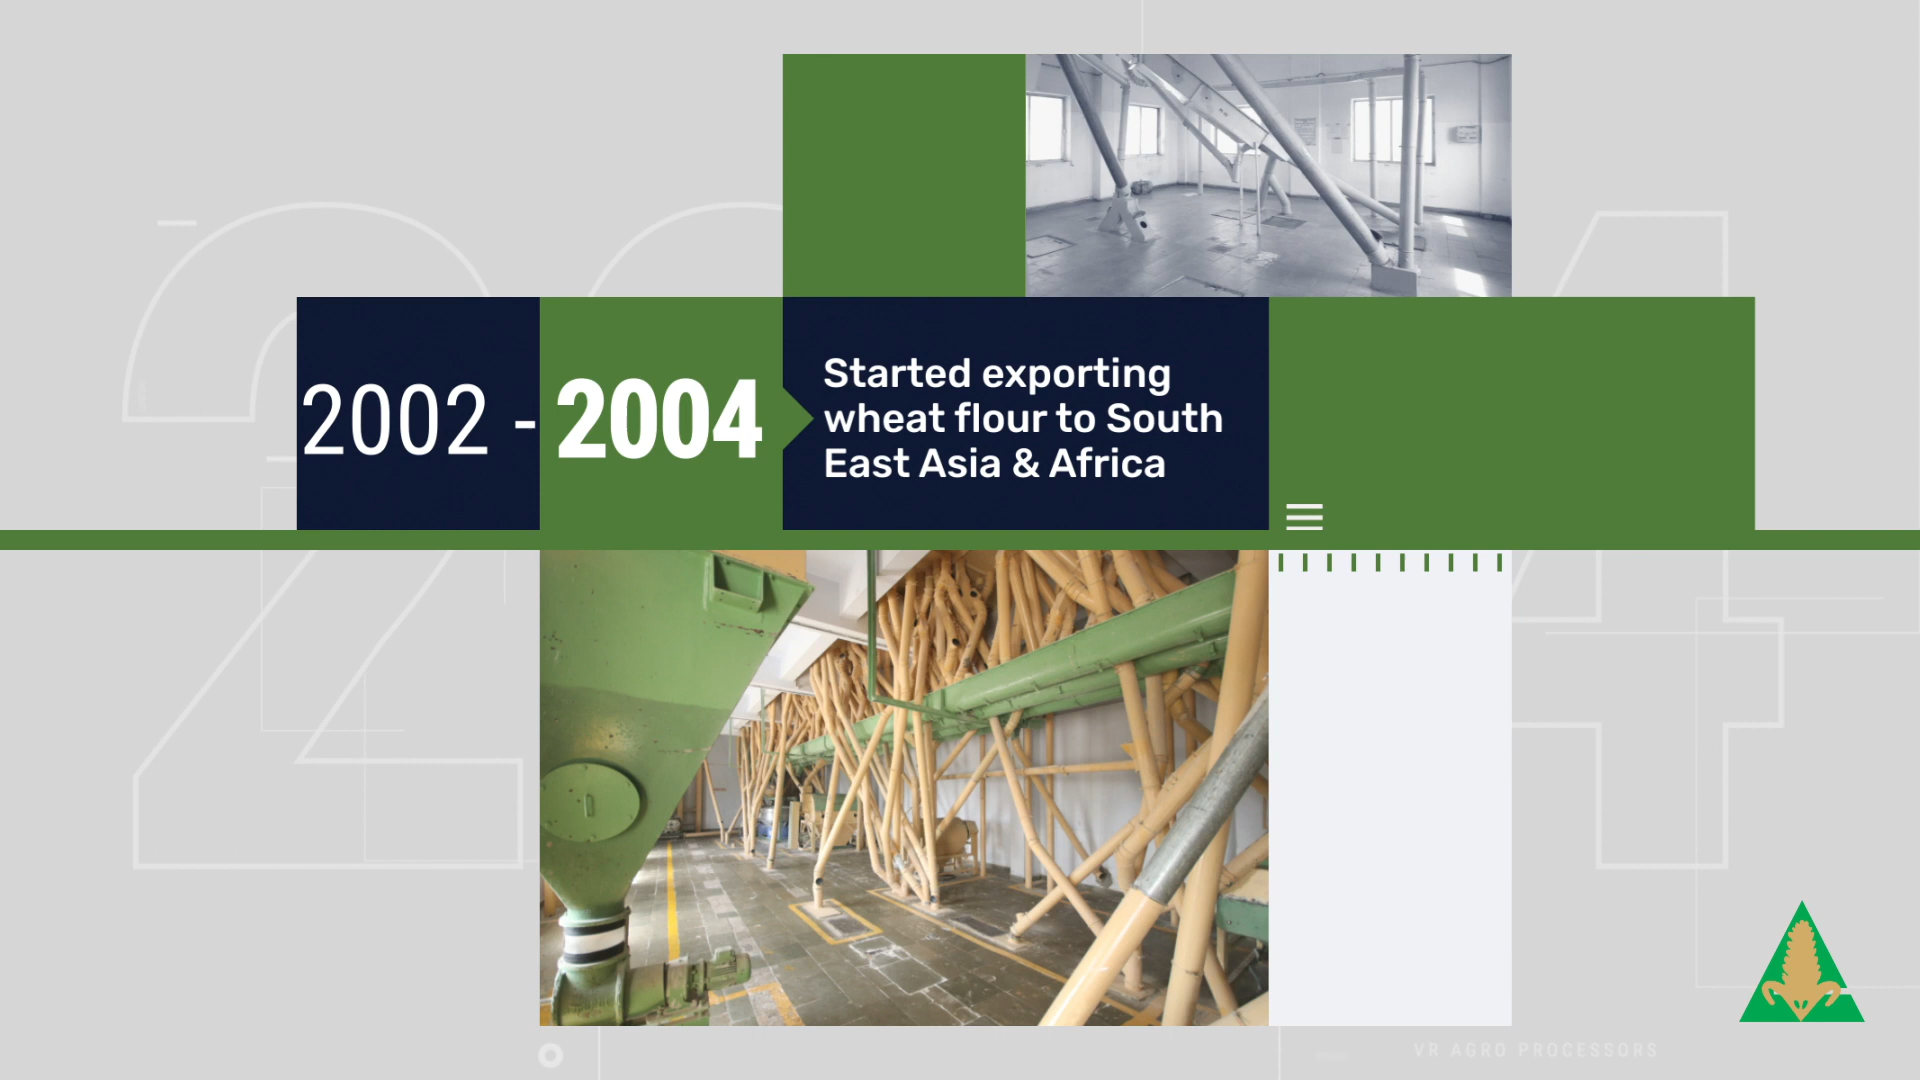 2002 - 2004
Started exporting
wheat flour to South
East Asia & Africa
VR AGRO PROCESSORS